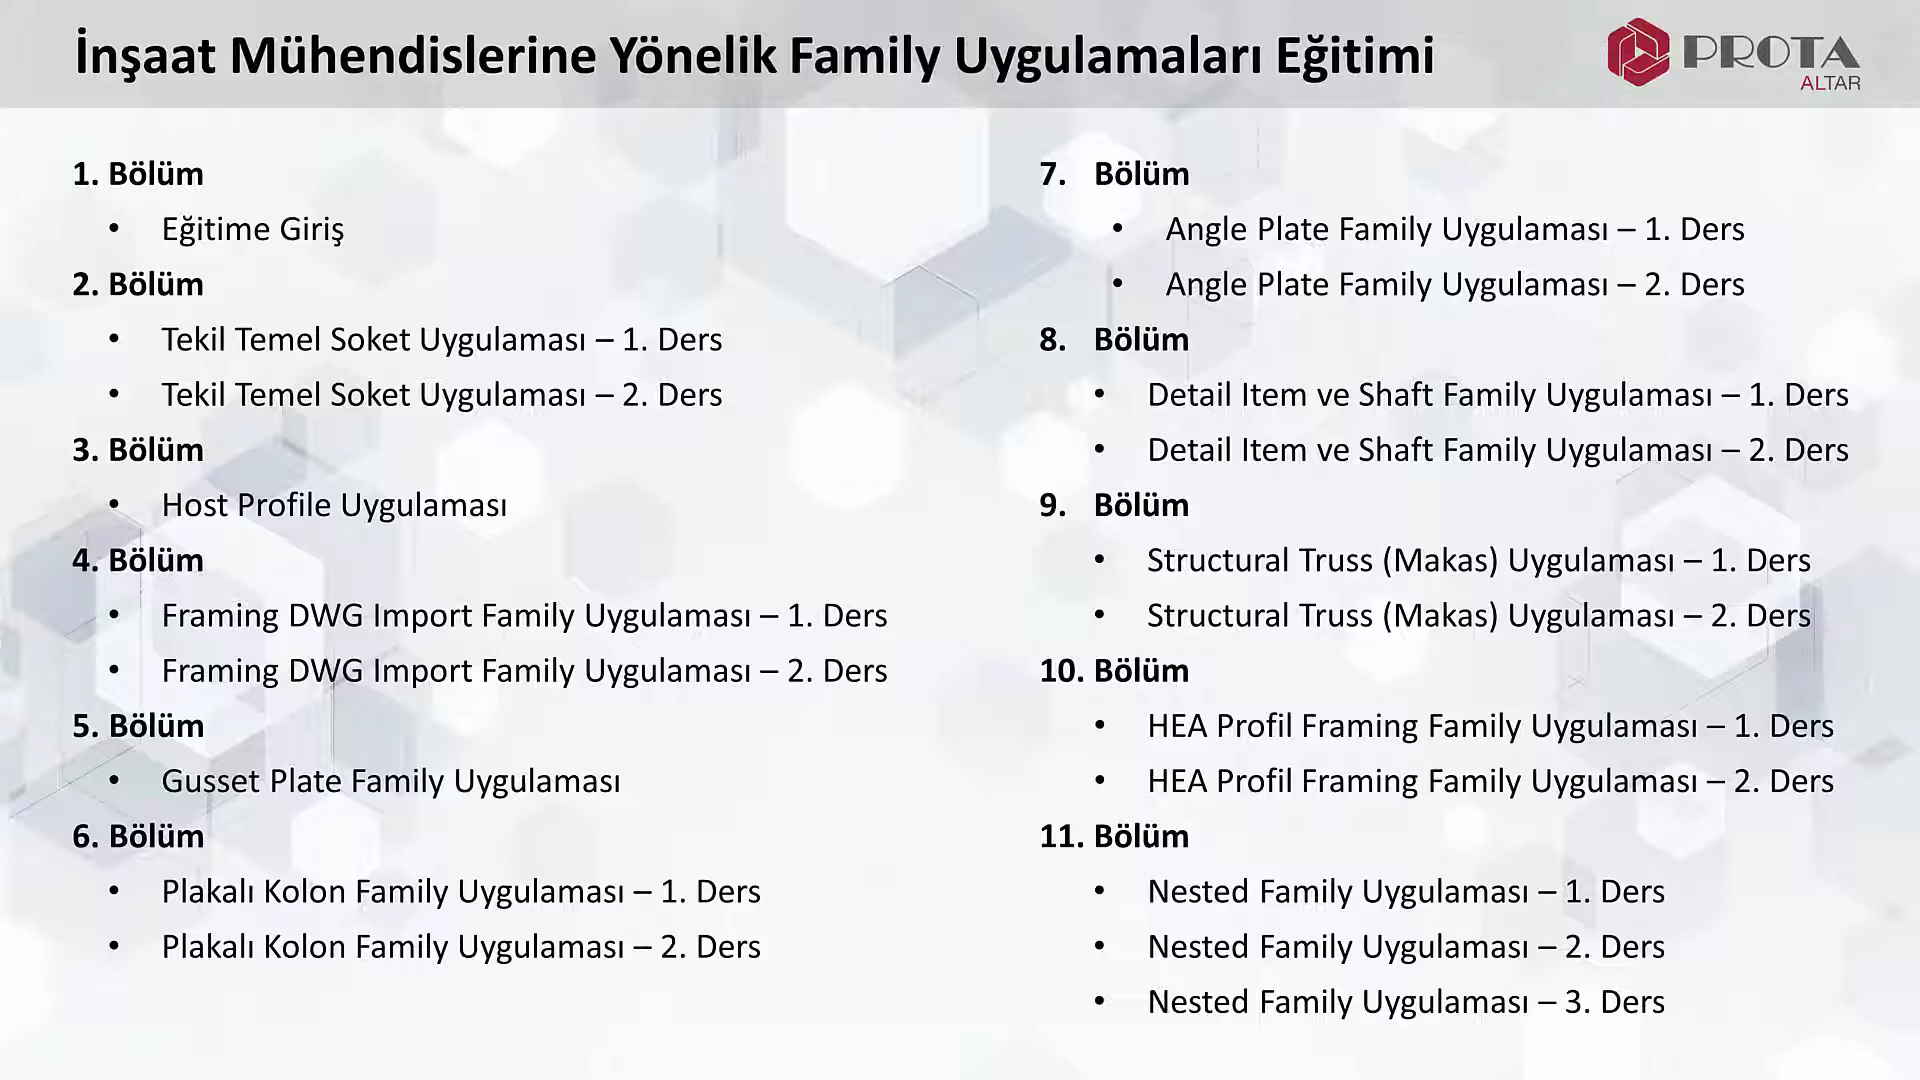 İnşaat Mühendislerine Yönelik Family Uygulamaları Eğitimi
PROTA
ALTAR
1. Bölüm
• Eğitime Giriş
2. Bölüm
• Tekil Temel Soket Uygulaması – 1. Ders
• Tekil Temel Soket Uygulaması – 2. Ders
3. Bölüm
• Host Profile Uygulaması
4. Bölüm
• Framing DWG Import Family Uygulaması – 1. Ders
• Framing DWG Import Family Uygulaması – 2. Ders
5. Bölüm
• Gusset Plate Family Uygulaması
6. Bölüm
• Plakalı Kolon Family Uygulaması – 1. Ders
• Plakalı Kolon Family Uygulaması – 2. Ders
7. Bölüm
• Angle Plate Family Uygulaması – 1. Ders
• Angle Plate Family Uygulaması – 2. Ders
8. Bölüm
• Detail Item ve Shaft Family Uygulaması – 1. Ders
• Detail Item ve Shaft Family Uygulaması – 2. Ders
9. Bölüm
• Structural Truss (Makas) Uygulaması – 1. Ders
• Structural Truss (Makas) Uygulaması – 2. Ders
10. Bölüm
• HEA Profil Framing Family Uygulaması – 1. Ders
• HEA Profil Framing Family Uygulaması – 2. Ders
11. Bölüm
• Nested Family Uygulaması – 1. Ders
• Nested Family Uygulaması – 2. Ders
• Nested Family Uygulaması – 3. Ders